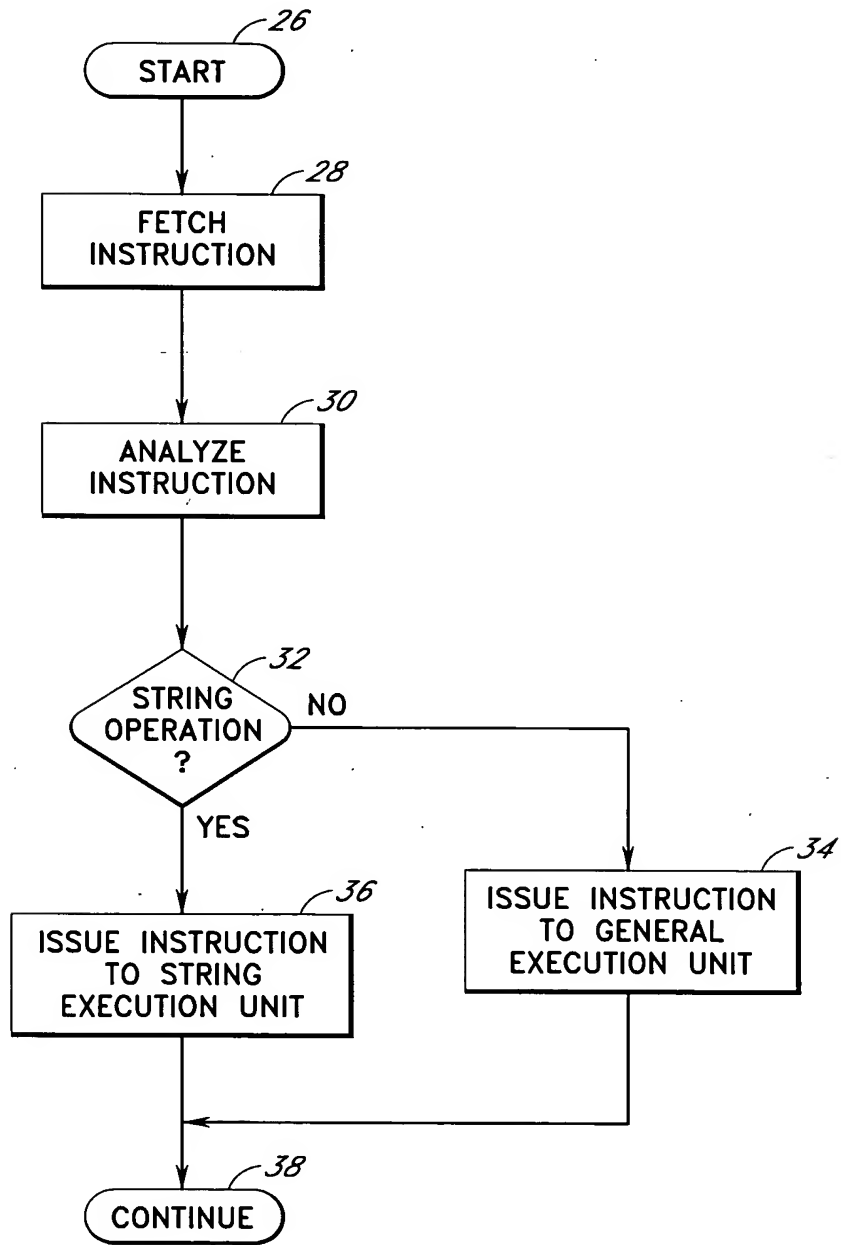 26
START
28
FETCH
INSTRUCTION
30
ANALYZE
INSTRUCTION
32
STRING
OPERATION
?
NO
YES
34
ISSUE INSTRUCTION
TO GENERAL
EXECUTION UNIT
36
ISSUE INSTRUCTION
TO STRING
EXECUTION UNIT
38
CONTINUE